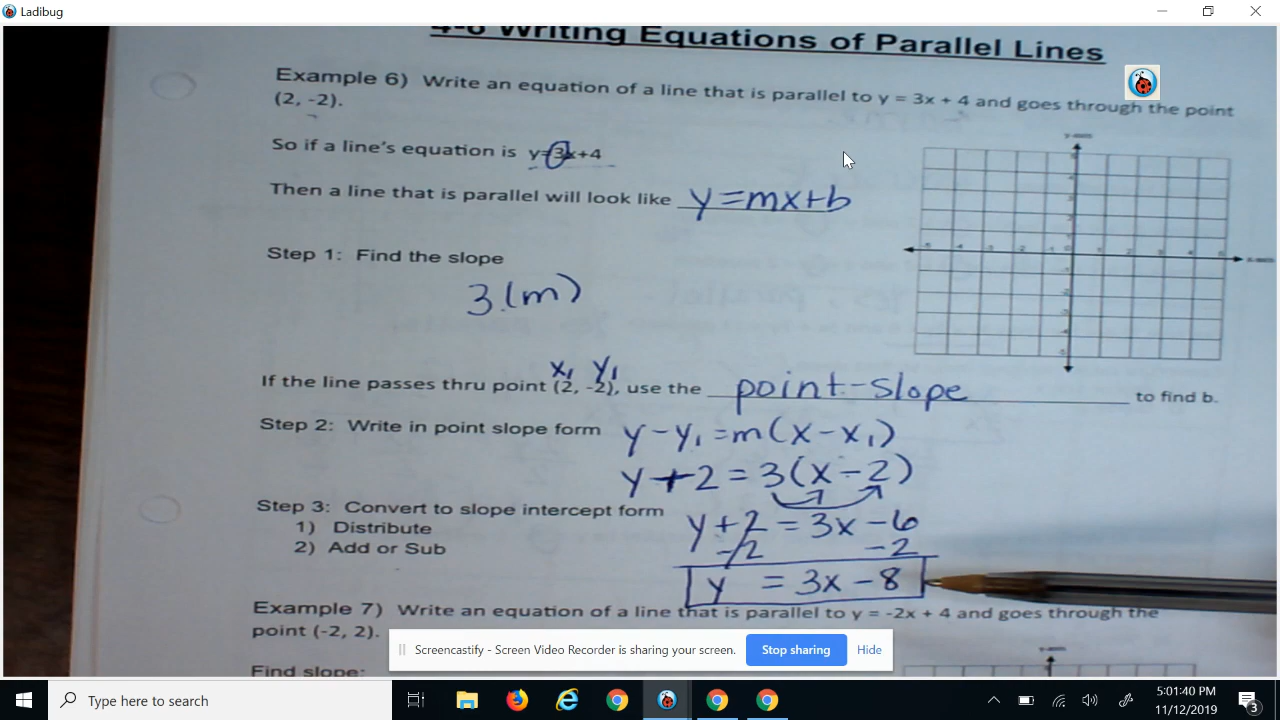 Ladibug
4-6 Writing Equations of Parallel Lines
Example 6) Write an equation of a line that is parallel to y = 3x + 4 and goes through the point
(2, -2).
So if a line's equation is y=3x+4
Then a line that is parallel will look like y = mx+b
Step 1: Find the slope
3 (m)
x₁ y₁
If the line passes thru point (2, -2), use the point-slope to find b.
Step 2: Write in point slope form y - y₁ = m(x - x₁)
y + 2 = 3(x - 2)
Step 3: Convert to slope intercept form
1) Distribute
y + 2 = 3x - 6
2) Add or Sub
-2 -2
y = 3x - 8
Example 7) Write an equation of a line that is parallel to y = -2x + 4 and goes through the
point (-2, 2).
Find slope:
Screencastify - Screen Video Recorder is sharing your screen.
Stop sharing
Hide
Type here to search
5:01:40 PM
11/12/2019
3